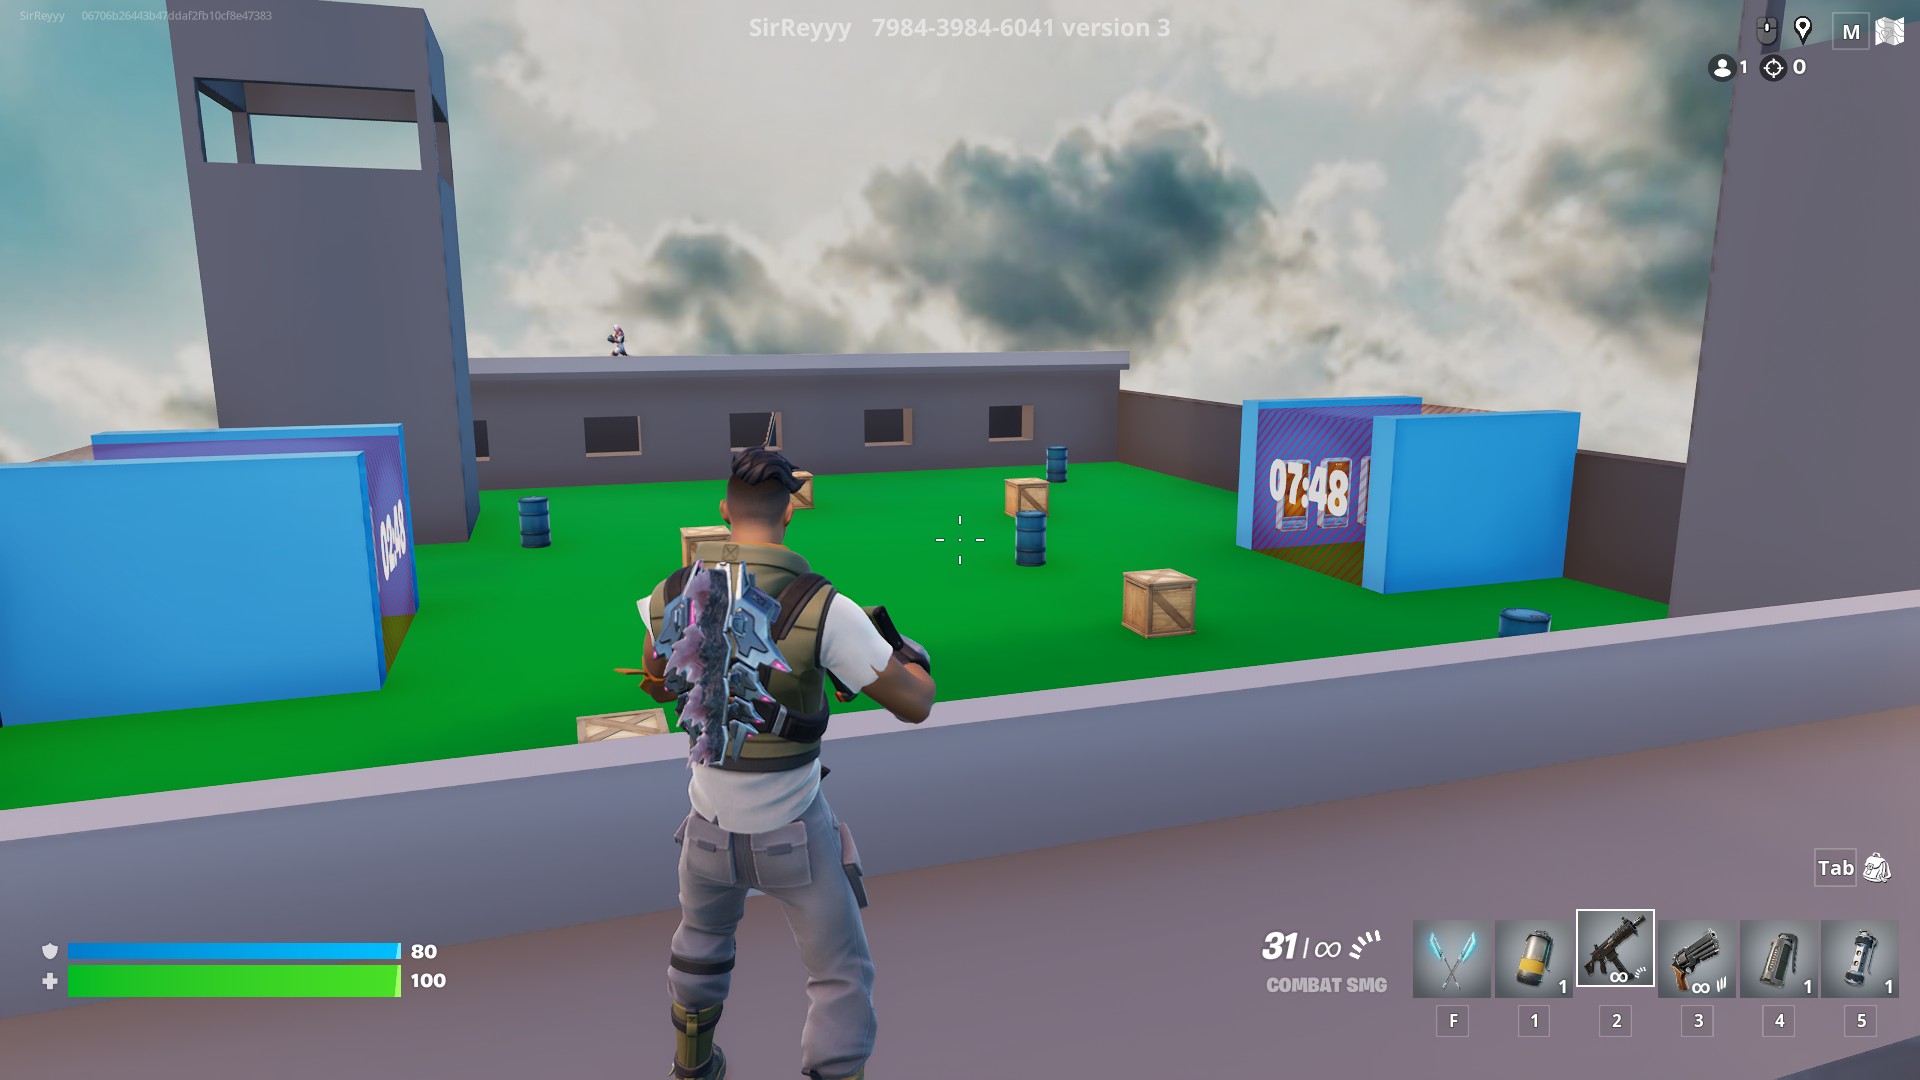 SirReyyy 06706b26443b47ddaf2fb10cf8e47383
SirReyyy 7984-3984-6041 version 3
M
1 0
07:48
02:48
Tab
80
100
31 | ∞
COMBAT SMG
1 ∞ ∞ 1 1
F 1 2 3 4 5